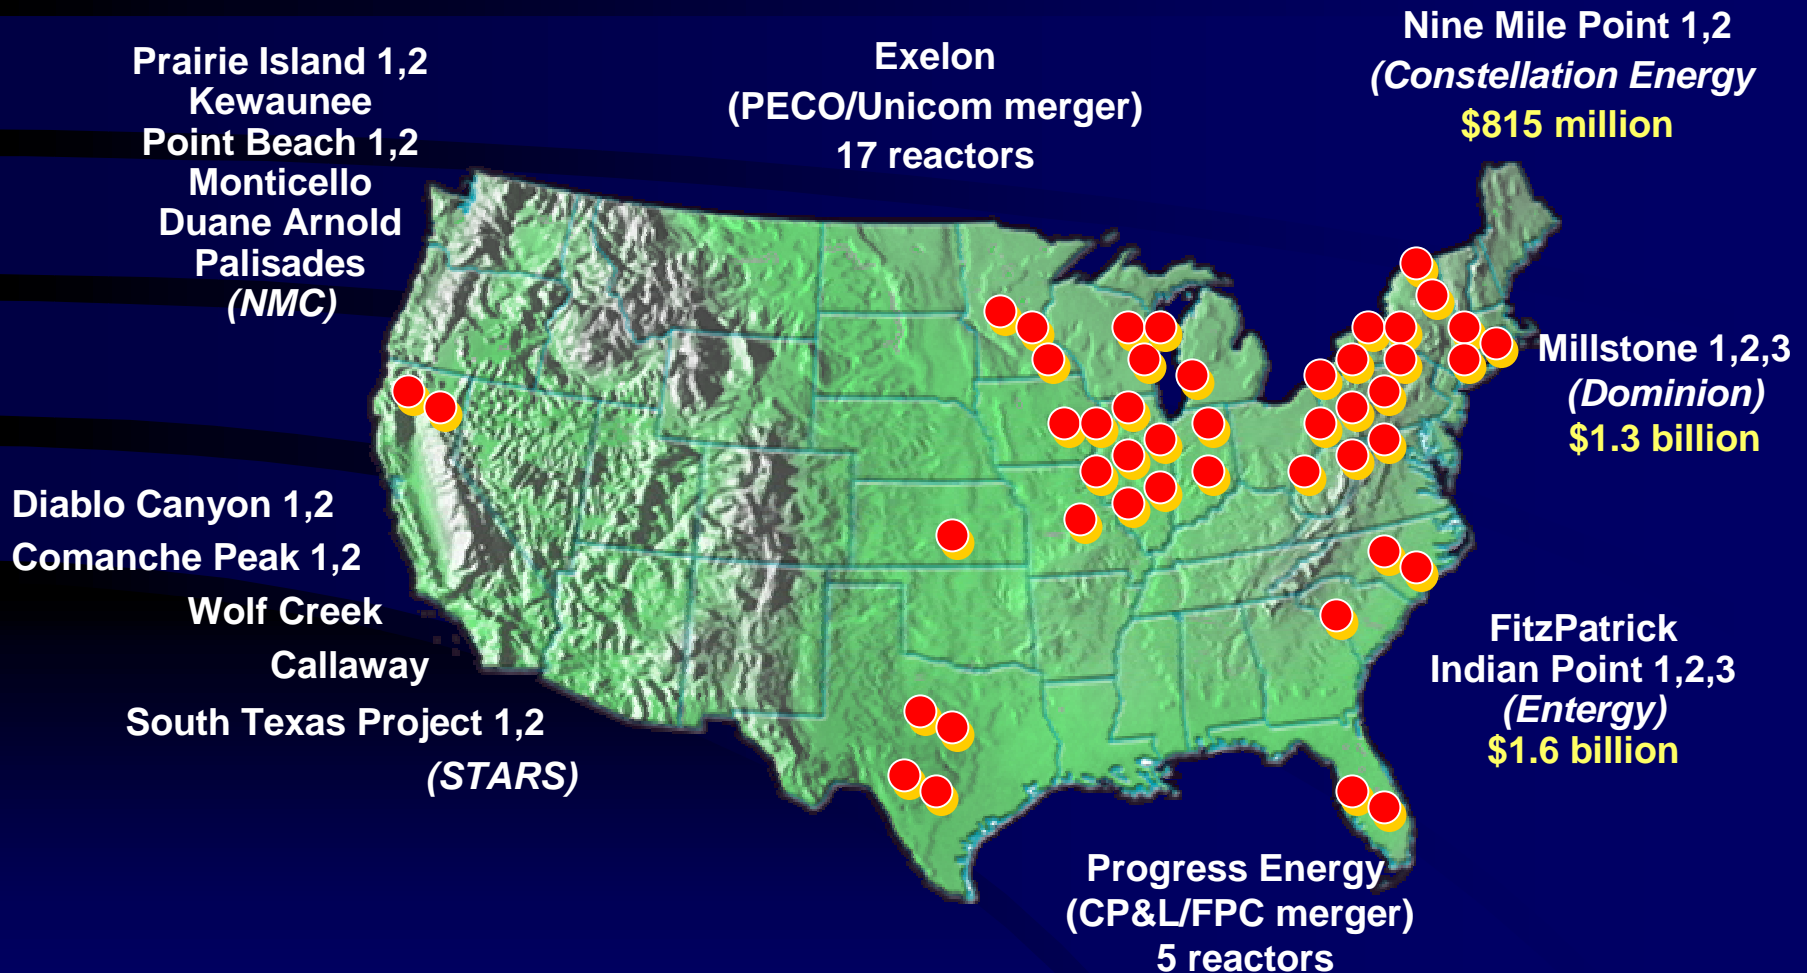 Prairie Island 1,2
Kewaunee
Point Beach 1,2
Monticello
Duane Arnold
Palisades
(NMC)
Exelon
(PECO/Unicom merger)
17 reactors
Nine Mile Point 1,2
(Constellation Energy
$815 million
Millstone 1,2,3
(Dominion)
$1.3 billion
Diablo Canyon 1,2
Comanche Peak 1,2
Wolf Creek
Callaway
South Texas Project 1,2
(STARS)
FitzPatrick
Indian Point 1,2,3
(Entergy)
$1.6 billion
Progress Energy
(CP&L/FPC merger)
5 reactors